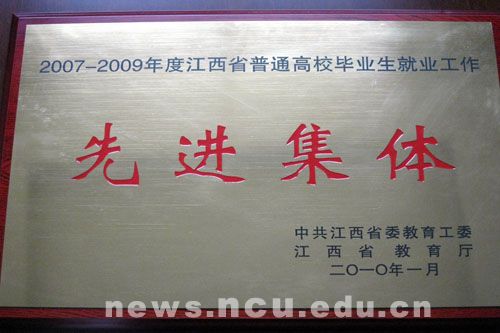 2007-2009年度江西省普通高校毕业生就业工作
先进集体
中共江西省委教育工委
江西省教育厅
二〇一〇年一月
news.ncu.edu.cn